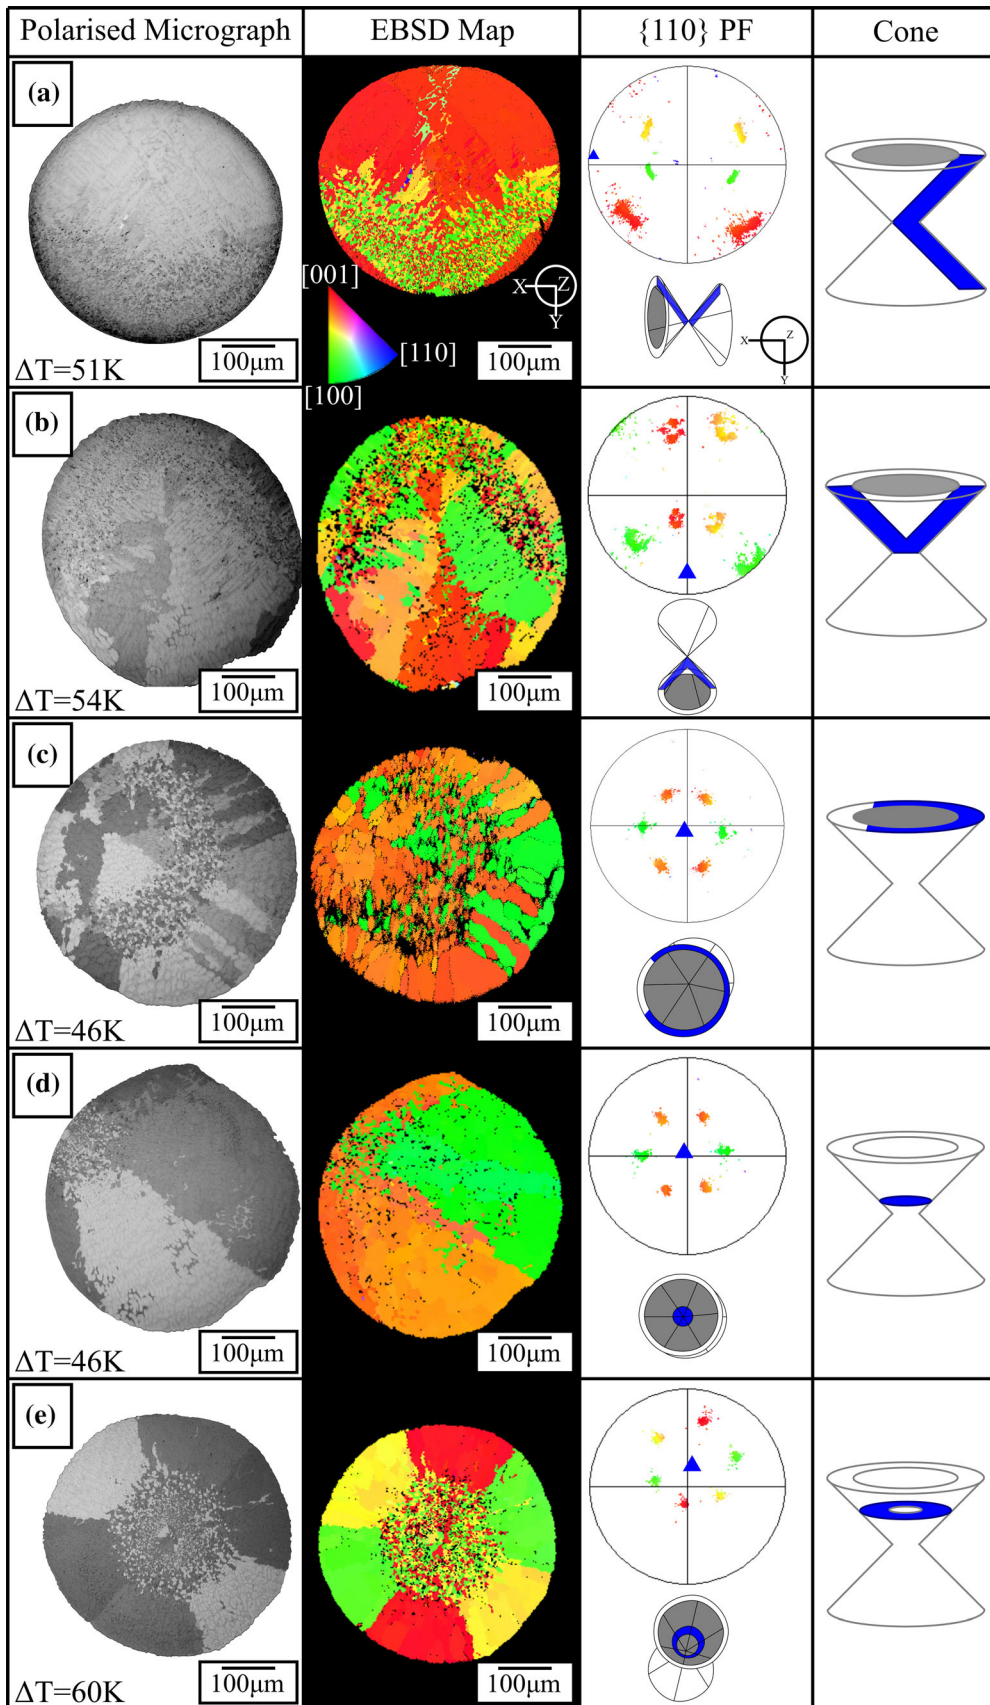 Polarised Micrograph EBSD Map {110} PF Cone
(a)
[001]
X Z
Y
[110]
[100]
X Z
Y
ΔT=51K 100μm 100μm
(b)
ΔT=54K 100μm 100μm
(c)
ΔT=46K 100μm 100μm
(d)
ΔT=46K 100μm 100μm
(e)
ΔT=60K 100μm 100μm